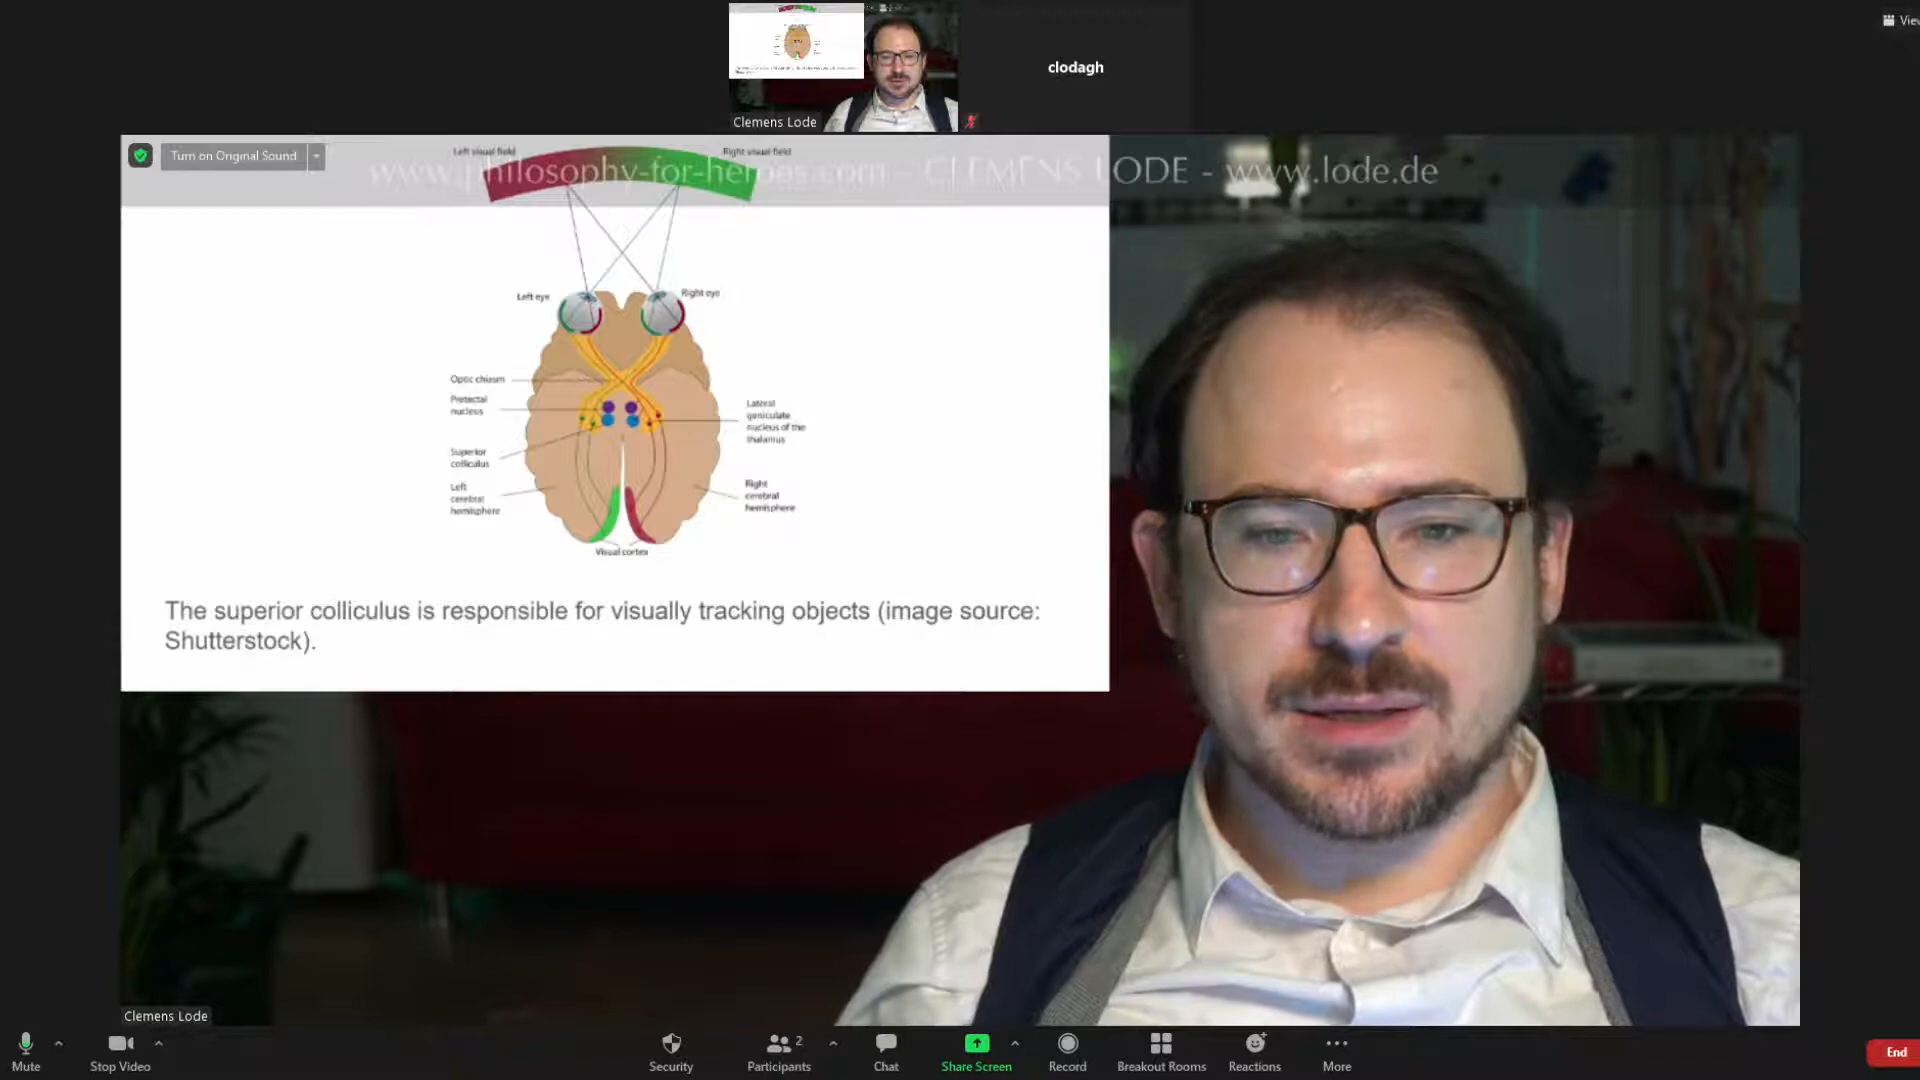 View
clodagh
Clemens Lode
Turn on Original Sound
www.philosophy-for-heroes.com - CLEMENS LODE - www.lode.de
Left visual field
Right visual field
Left eye
Right eye
Optic chiasm
Pretectal
nucleus
Lateral
geniculate
nucleus of the
thalamus
Superior
colliculus
Left
cerebral
hemisphere
Right
cerebral
hemisphere
Visual cortex
The superior colliculus is responsible for visually tracking objects (image source:
Shutterstock).
Clemens Lode
Mute
Stop Video
Security
2
Participants
Chat
Share Screen
Record
Breakout Rooms
Reactions
More
End